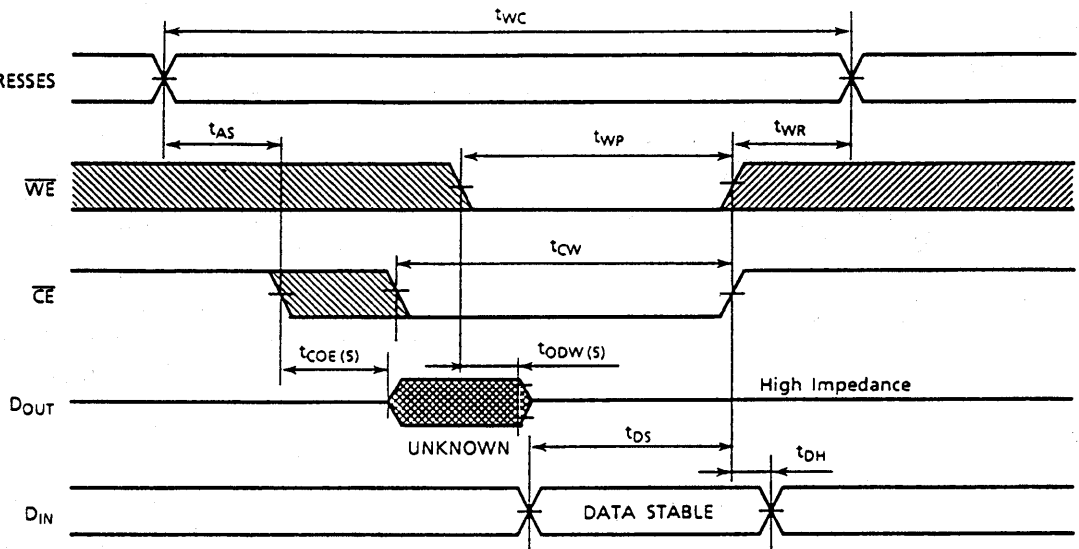 tWC
RESSES
tAS
tWP
tWR
WE
tCW
CE
tCOE (S)
tODW (S)
DOUT
High Impedance
UNKNOWN
tDS
tDH
DIN
DATA STABLE